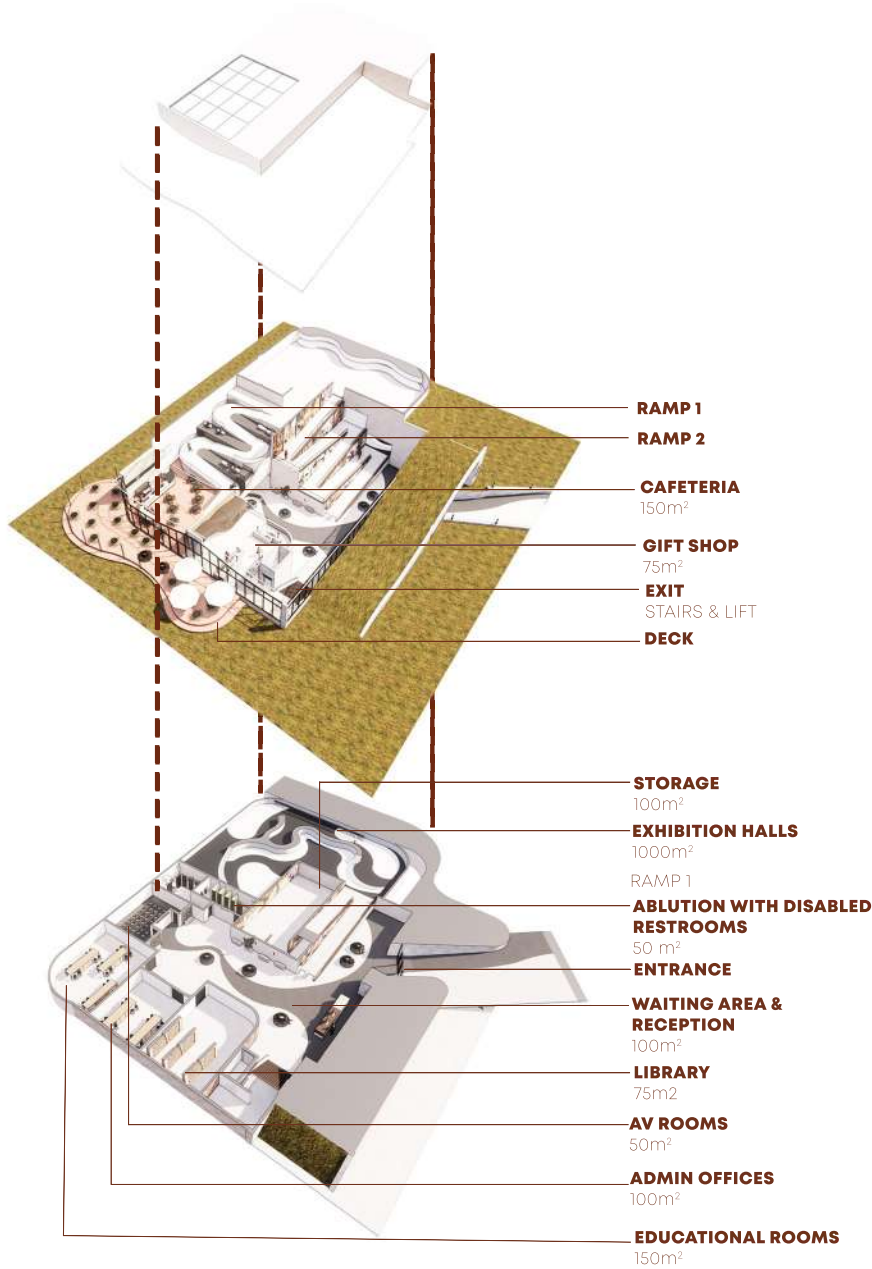 RAMP 1
RAMP 2
CAFETERIA
150m²
GIFT SHOP
75m²
EXIT
STAIRS & LIFT
DECK
STORAGE
100m²
EXHIBITION HALLS
1000m²
RAMP 1
ABLUTION WITH DISABLED
RESTROOMS
50 m²
ENTRANCE
WAITING AREA &
RECEPTION
100m²
LIBRARY
75m2
AV ROOMS
50m²
ADMIN OFFICES
100m²
EDUCATIONAL ROOMS
150m²